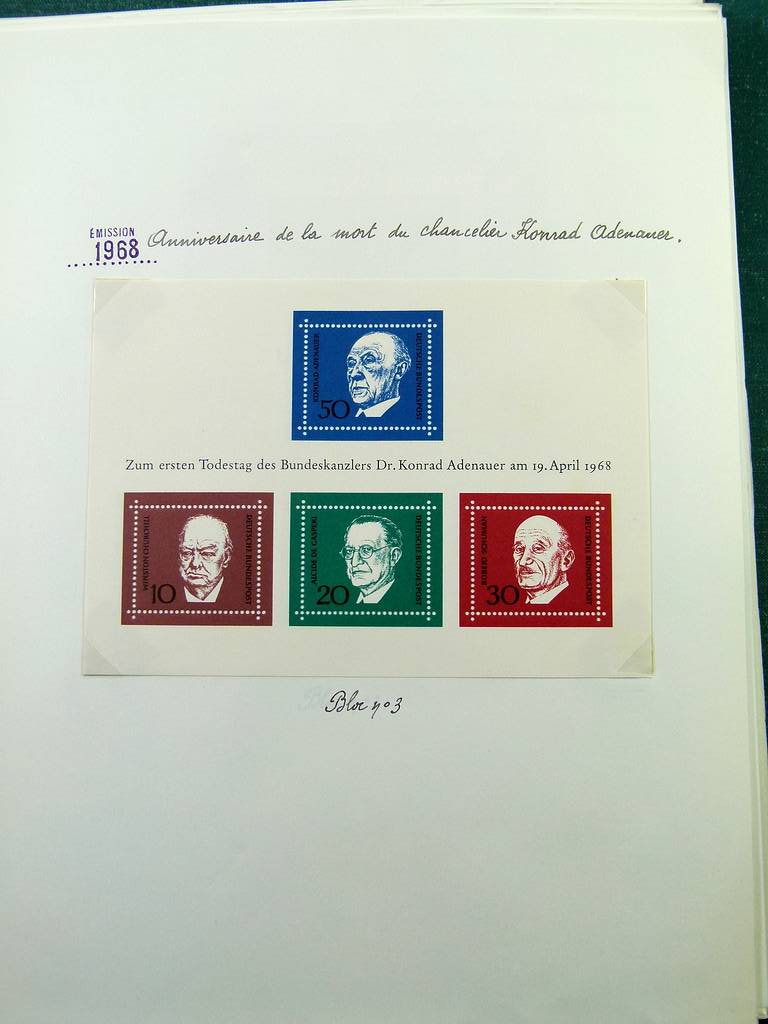 ÉMISSION
1968
Anniversaire de la mort du chancelier Konrad Adenauer.
KONRAD ADENAUER
50
DEUTSCHE BUNDESPOST
Zum ersten Todestag des Bundeskanzlers Dr. Konrad Adenauer am 19. April 1968
WINSTON CHURCHILL
10
DEUTSCHE BUNDESPOST
ALCIDE DE GASPERI
20
DEUTSCHE BUNDESPOST
ROBERT SCHUMAN
30
DEUTSCHE BUNDESPOST
Bloc nº 3